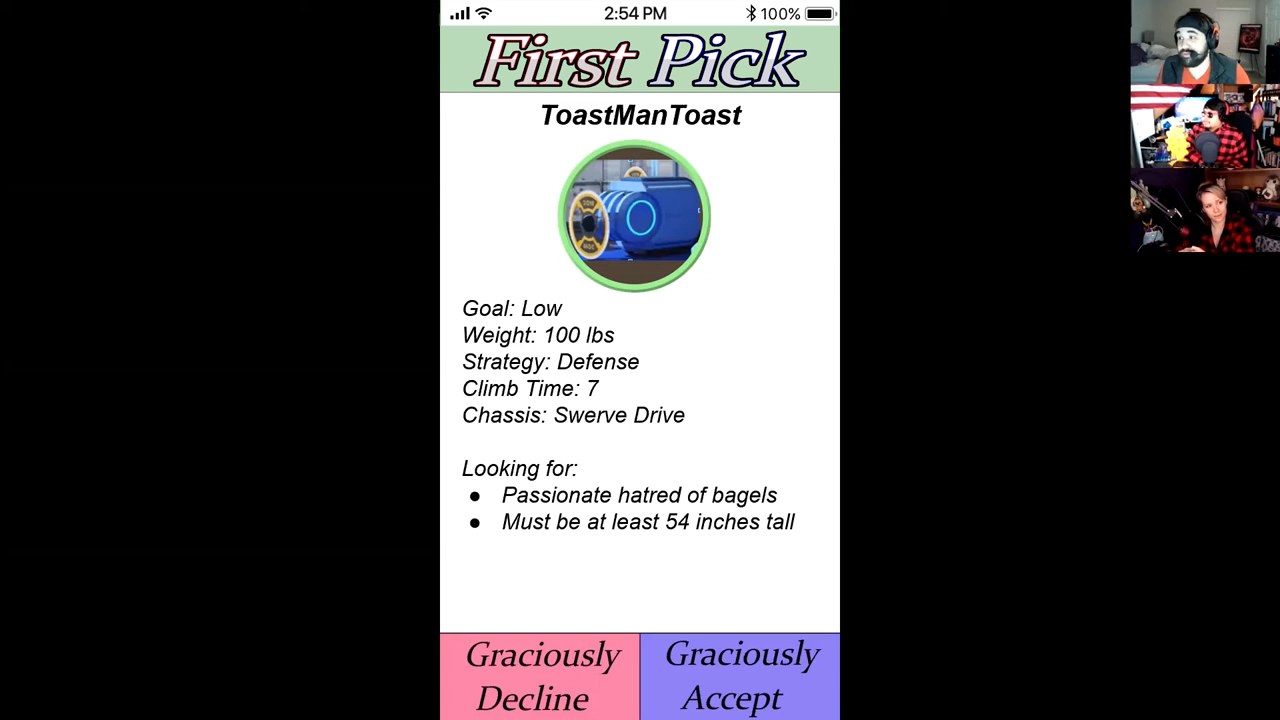 2:54 PM
100%
First Pick
ToastManToast
Goal: Low
Weight: 100 lbs
Strategy: Defense
Climb Time: 7
Chassis: Swerve Drive
Looking for:
● Passionate hatred of bagels
● Must be at least 54 inches tall
Graciously Decline
Graciously Accept